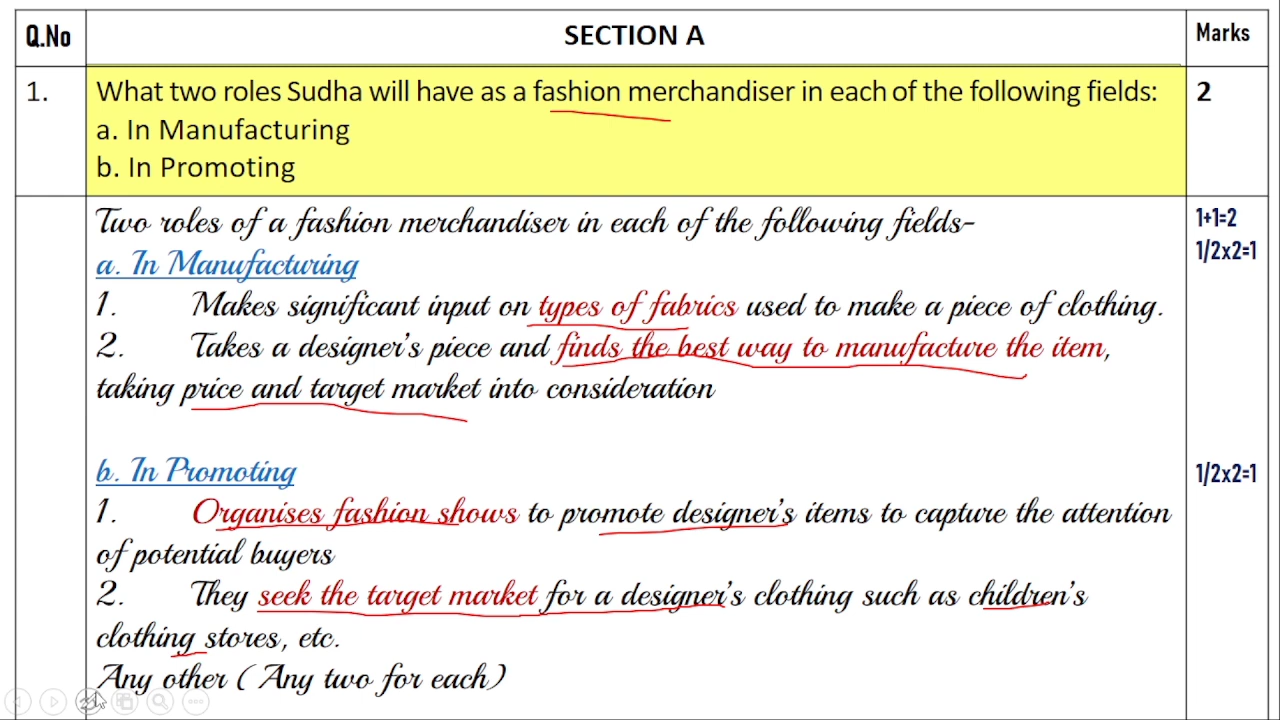 Q.No SECTION A Marks
1. What two roles Sudha will have as a fashion merchandiser in each of the following fields: 2
a. In Manufacturing
b. In Promoting
Two roles of a fashion merchandiser in each of the following fields- 1+1=2
a. In Manufacturing 1/2x2=1
1. Makes significant input on types of fabrics used to make a piece of clothing.
2. Takes a designer's piece and finds the best way to manufacture the item,
taking price and target market into consideration
b. In Promoting 1/2x2=1
1. Organises fashion shows to promote designer's items to capture the attention
of potential buyers
2. They seek the target market for a designer's clothing such as children's
clothing stores, etc.
Any other ( Any two for each)